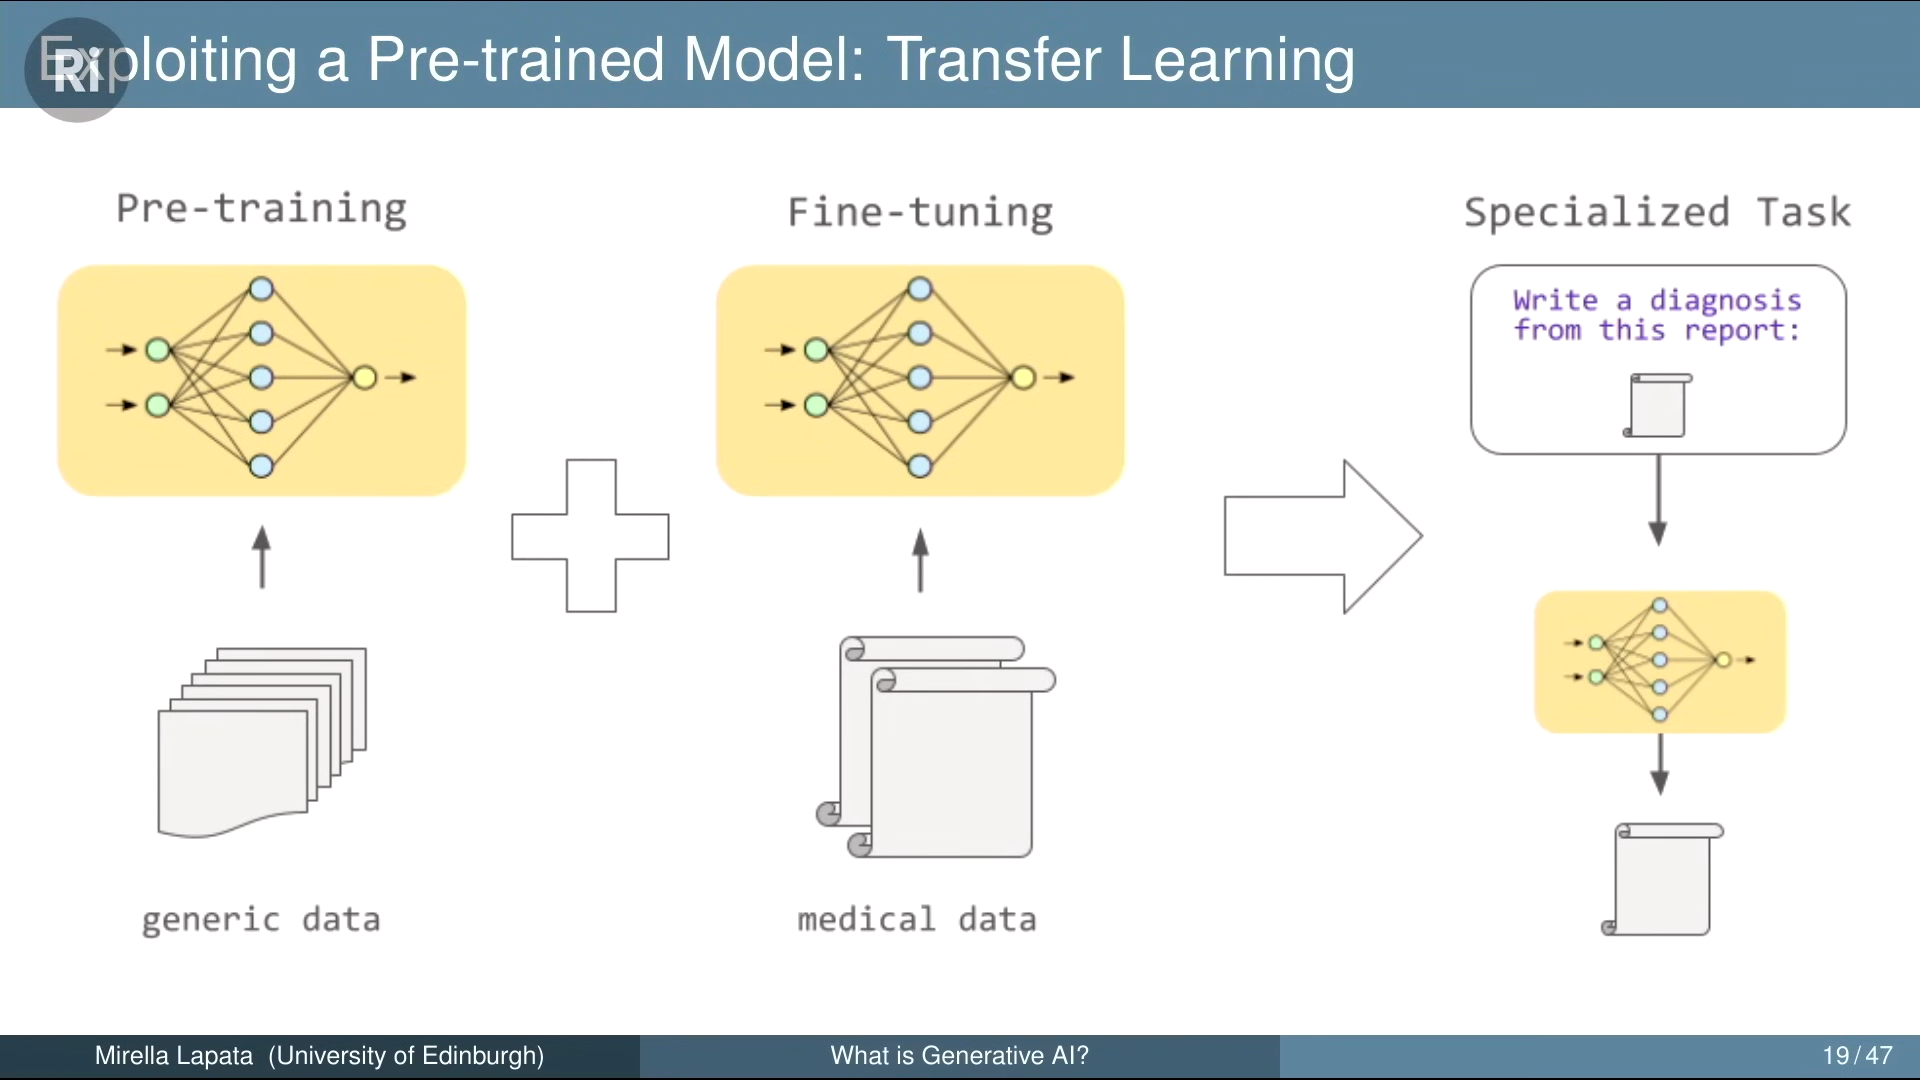 Exploiting a Pre-trained Model: Transfer Learning
Ri
Pre-training
Fine-tuning
Specialized Task
Write a diagnosis
from this report:
generic data
medical data
Mirella Lapata (University of Edinburgh)
What is Generative AI?
19 / 47